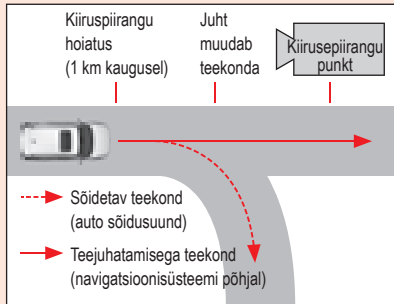 Kiiruspiirangu
hoiatus
(1 km kaugusel)
Juht
muudab
teekonda
Kiirusepiirangu
punkt
Sõidetav teekond
(auto sõidusuund)
Teejuhatamisega teekond
(navigatsioonisüsteemi põhjal)